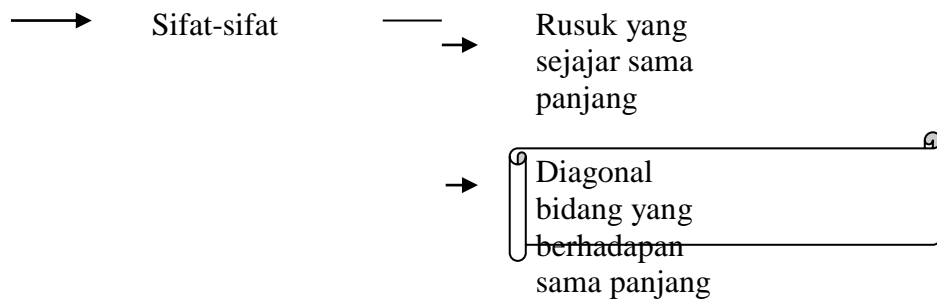 Sifat-sifat
Rusuk yang
sejajar sama
panjang
Diagonal
bidang yang
berhadapan
sama panjang